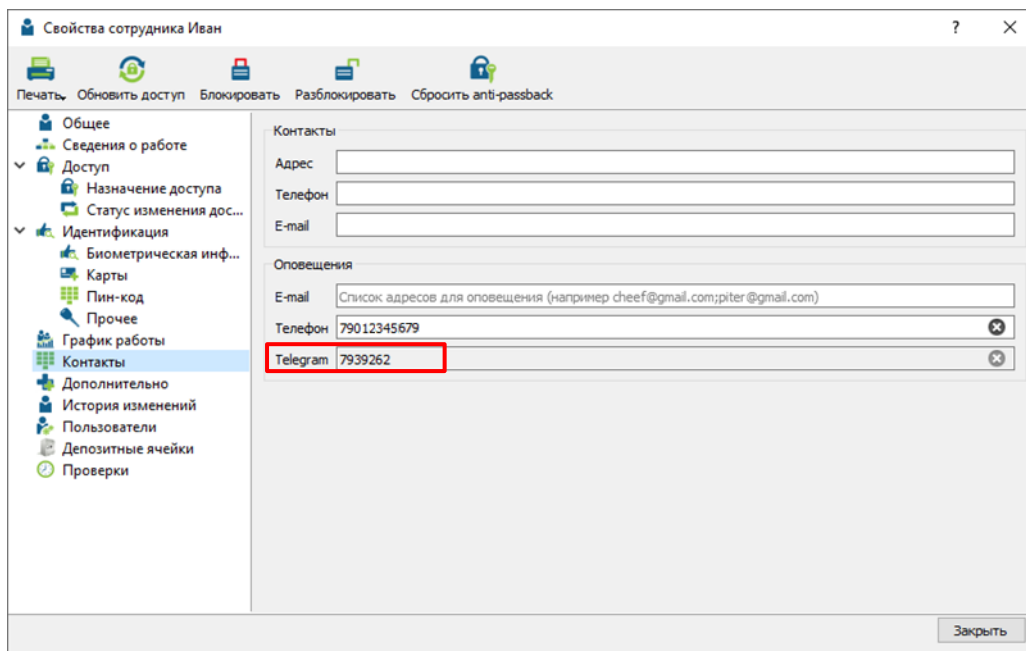 Свойства сотрудника Иван
?
Печать
Обновить доступ
Блокировать
Разблокировать
Сбросить anti-passback
Общее
Сведения о работе
Доступ
Назначение доступа
Статус изменения дос...
Идентификация
Биометрическая инф...
Карты
Пин-код
Прочее
График работы
Контакты
Дополнительно
История изменений
Пользователи
Депозитные ячейки
Проверки
Контакты
Адрес
Телефон
E-mail
Оповещения
E-mail Список адресов для оповещения (например cheef@gmail.com;piter@gmail.com)
Телефон 79012345679
Telegram 7939262
Закрыть